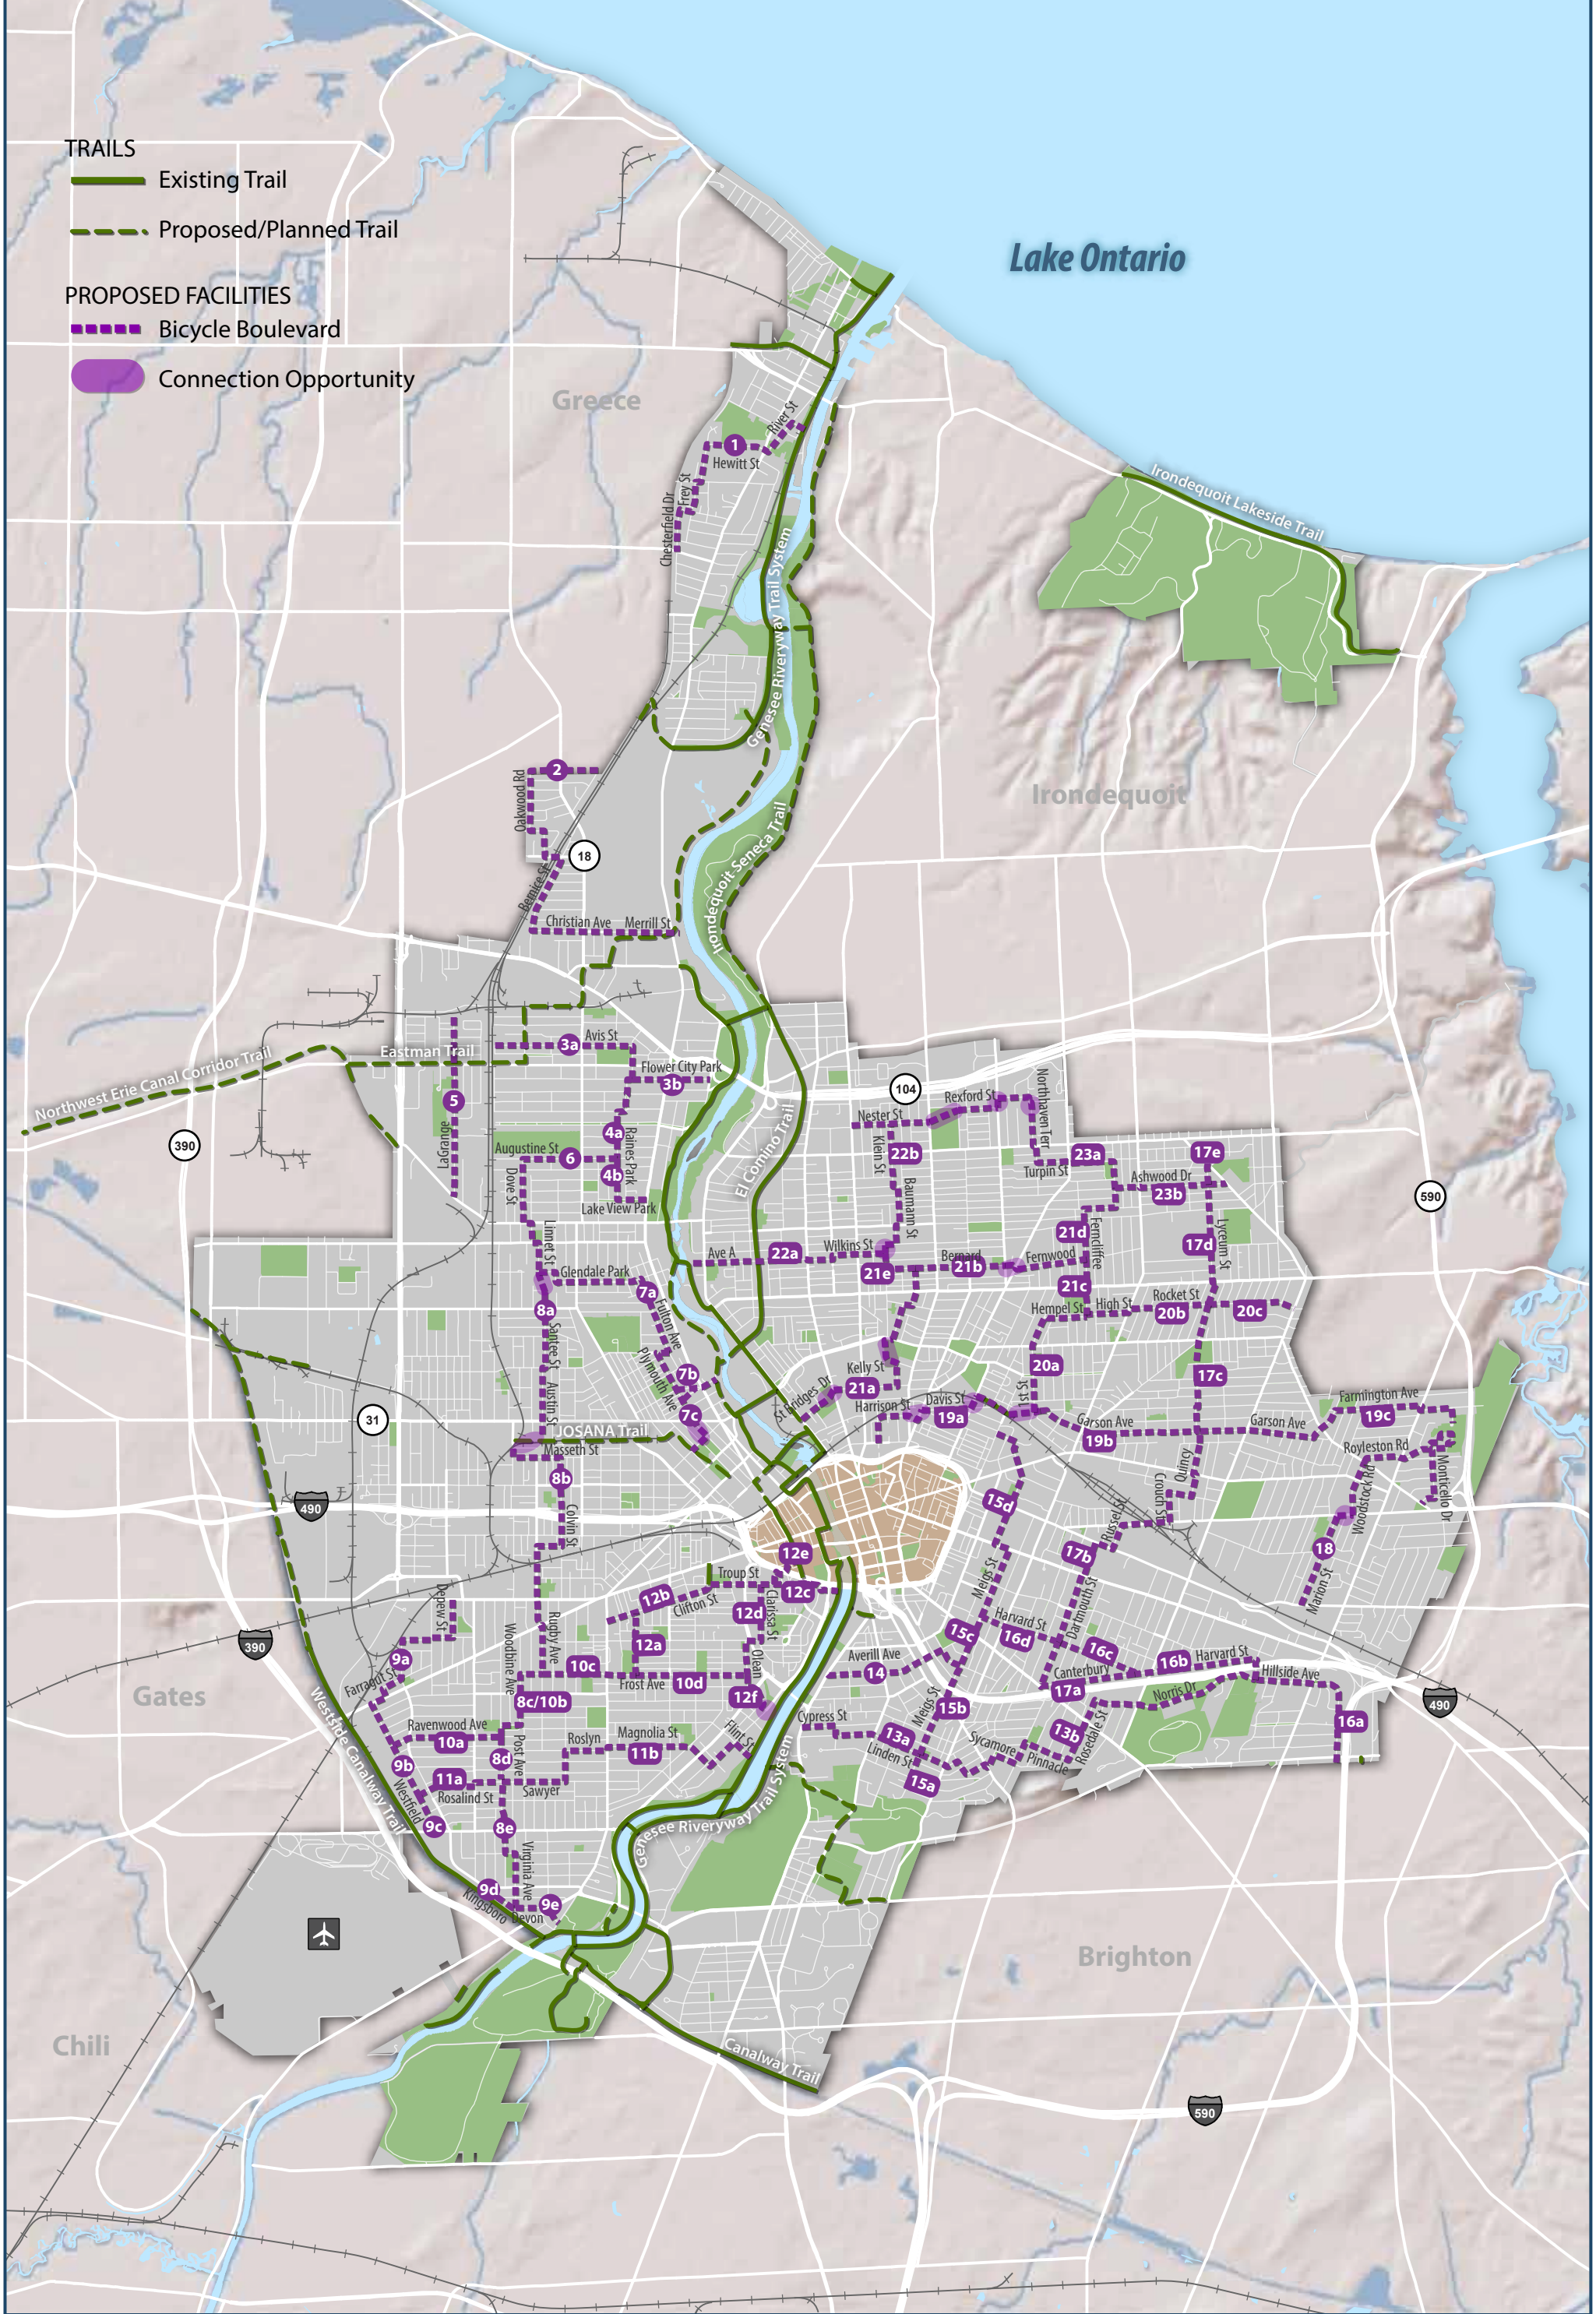 TRAILS
Existing Trail
Proposed/Planned Trail
PROPOSED FACILITIES
Bicycle Boulevard
Connection Opportunity
Lake Ontario
Greece
River St
1
Hewitt St
Frey St
Chesterfield Dr
Irondequoit Lakeside Trail
Genesee Riveryway Trail System
2
Oakwood Rd
Irondequoit
18
Bernice St
Irondequoit Seneca Trail
Christian Ave
Merrill St
Avis St
3a
Eastman Trail
Northwest Erie Canal Corridor Trail
Flower City Park
3b
104
5
Rexford St
Northhaven Terr
Nester St
390
LaGrange
4a
Raines Park
Augustine St
6
Klein St
22b
23a
17e
Turpin St
El Comino Trail
4b
Dove St
Ashwood Dr
23b
590
Baumann St
Lake View Park
Linnet St
21d
Ferncliffe
17d
Lyceum St
Ave A
22a
Wilkins St
Bernard
21b
Fernwood
21e
Glendale Park
7a
21c
8a
Fulton Ave
Hempel St
High St
Rocket St
20b
20c
Santee St
Plymouth Ave
7b
Kelly St
21a
20a
17c
St Bridges Dr
Austin St
7c
Harrison St
Davis St
19a
1st St
Farmington Ave
19c
31
Garson Ave
19b
Garson Ave
JOSANA Trail
Masseth St
Royleston Rd
8b
Quincy
Crouch St
Woodstock Rd
Monticello Dr
490
15d
Colvin St
Russel St
12e
17b
18
Troup St
12c
Meigs St
Marion St
12b
Clifton St
Depew St
12d
Clarissa St
Dartmouth St
Rugby Ave
Woodbine Ave
Harvard St
15c
16d
390
12a
16c
9a
10c
Olean
Averill Ave
14
16b
Harvard St
Farragut St
Frost Ave
10d
Canterbury
Hillside Ave
17a
Gates
8c/10b
12f
Meigs St
15b
Norris Dr
490
Cypress St
16a
Westside Canalway Trail
Ravenwood Ave
10a
Roslyn
Magnolia St
11b
Flint St
13a
13b
Rosedale St
8d
Post Ave
Linden St
Sycamore
Pinnacle
9b
11a
Rosalind St
Sawyer
15a
Westfield
9c
8e
Genesee Riveryway Trail System
Virginia Ave
9d
9e
Kingsboro
Devon
Brighton
Chili
Canalway Trail
590